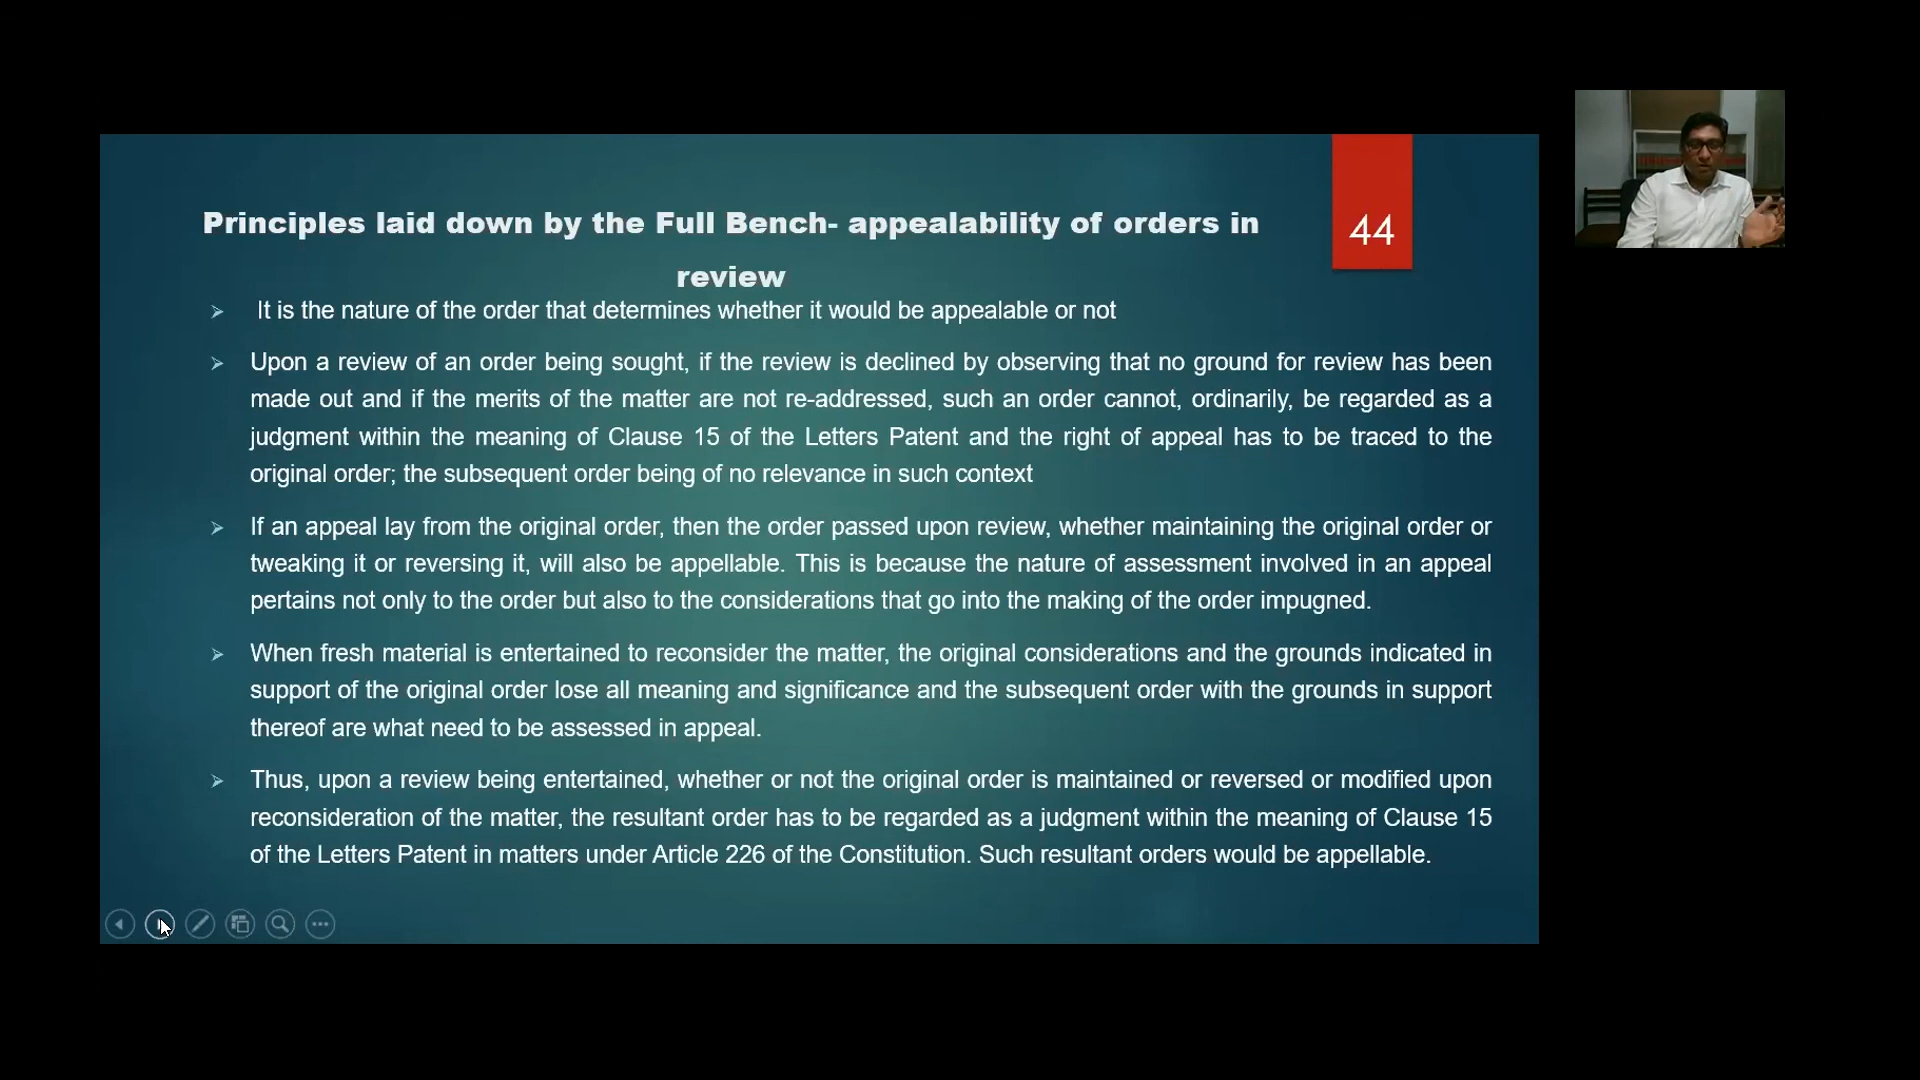 Principles laid down by the Full Bench- appealability of orders in
review
44
It is the nature of the order that determines whether it would be appealable or not
Upon a review of an order being sought, if the review is declined by observing that no ground for review has been
made out and if the merits of the matter are not re-addressed, such an order cannot, ordinarily, be regarded as a
judgment within the meaning of Clause 15 of the Letters Patent and the right of appeal has to be traced to the
original order; the subsequent order being of no relevance in such context
If an appeal lay from the original order, then the order passed upon review, whether maintaining the original order or
tweaking it or reversing it, will also be appellable. This is because the nature of assessment involved in an appeal
pertains not only to the order but also to the considerations that go into the making of the order impugned.
When fresh material is entertained to reconsider the matter, the original considerations and the grounds indicated in
support of the original order lose all meaning and significance and the subsequent order with the grounds in support
thereof are what need to be assessed in appeal.
Thus, upon a review being entertained, whether or not the original order is maintained or reversed or modified upon
reconsideration of the matter, the resultant order has to be regarded as a judgment within the meaning of Clause 15
of the Letters Patent in matters under Article 226 of the Constitution. Such resultant orders would be appellable.